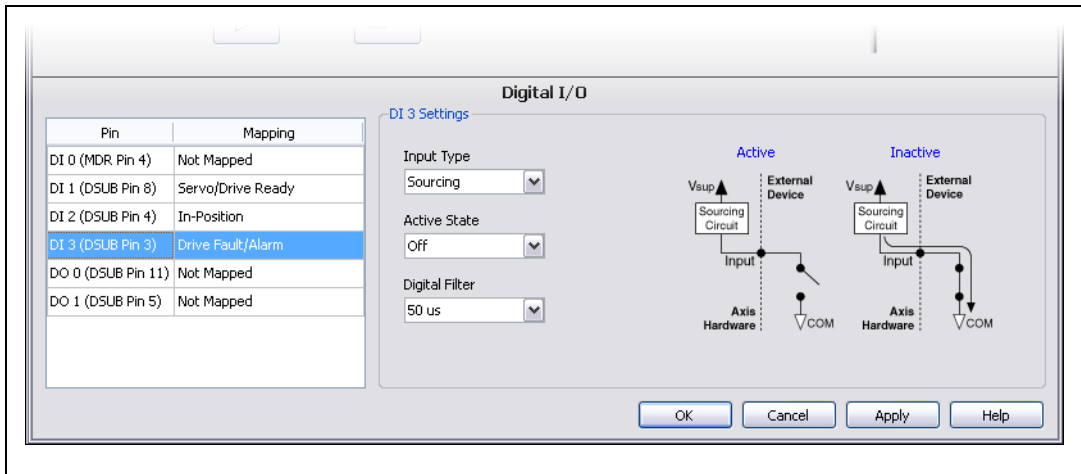 Digital I/O
Pin Mapping
DI 0 (MDR Pin 4) Not Mapped
DI 1 (DSUB Pin 8) Servo/Drive Ready
DI 2 (DSUB Pin 4) In-Position
DI 3 (DSUB Pin 3) Drive Fault/Alarm
DO 0 (DSUB Pin 11) Not Mapped
DO 1 (DSUB Pin 5) Not Mapped
DI 3 Settings
Input Type
Sourcing
Active State
Off
Digital Filter
50 us
Active
Vsup
External
Device
Sourcing
Circuit
Input
Axis
Hardware
COM
Inactive
Vsup
External
Device
Sourcing
Circuit
Input
Axis
Hardware
COM
OK Cancel Apply Help